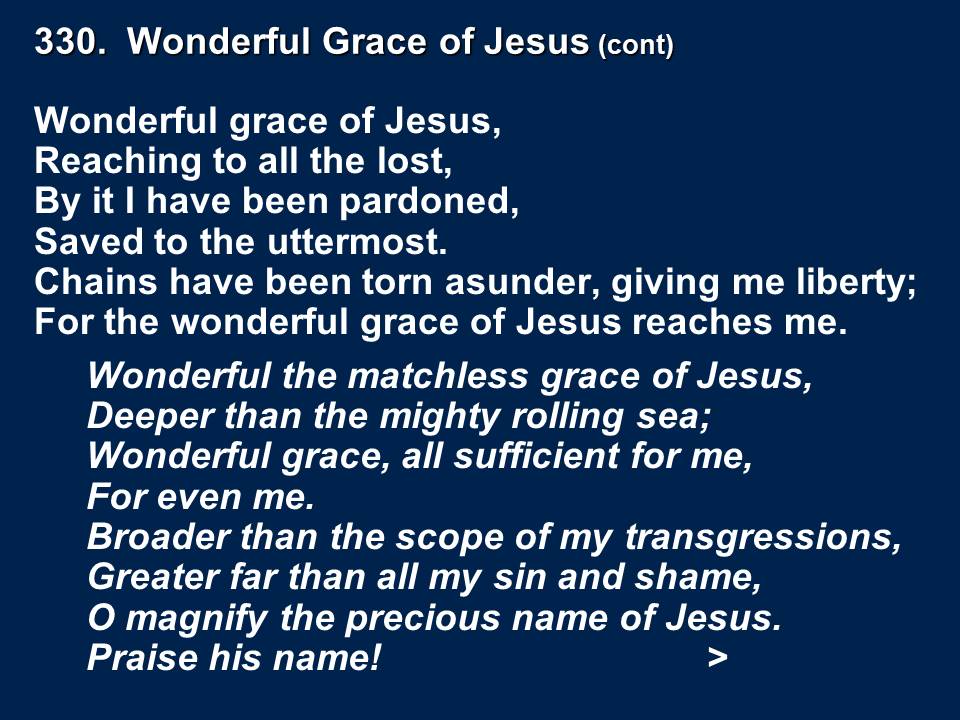 330. Wonderful Grace of Jesus (cont)
Wonderful grace of Jesus,
Reaching to all the lost,
By it I have been pardoned,
Saved to the uttermost.
Chains have been torn asunder, giving me liberty;
For the wonderful grace of Jesus reaches me.
Wonderful the matchless grace of Jesus,
Deeper than the mighty rolling sea;
Wonderful grace, all sufficient for me,
For even me.
Broader than the scope of my transgressions,
Greater far than all my sin and shame,
O magnify the precious name of Jesus.
Praise his name! >